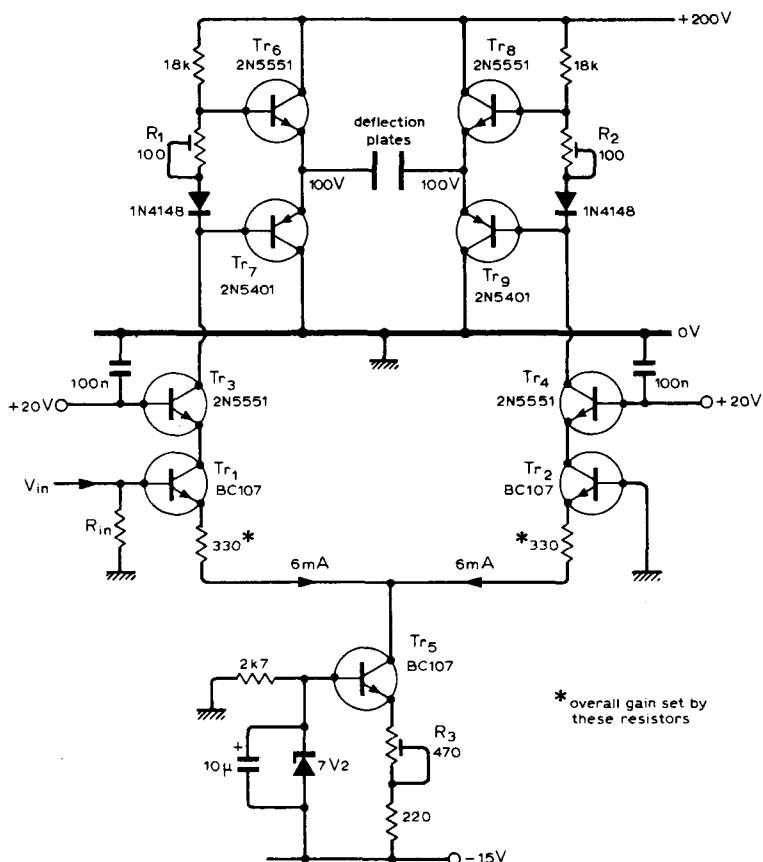 +200V
Tr6
2N5551
Tr8
2N5551
18k
18k
R1
100
deflection
plates
R2
100
100V
100V
1N4148
1N4148
Tr7
2N5401
Tr9
2N5401
0V
100n
100n
+20V
Tr3
2N5551
Tr4
2N5551
+20V
Vin
Tr1
BC107
Tr2
BC107
Rin
330*
*330
6mA
6mA
Tr5
BC107
2k7
R3
470
+
10μ
7V2
220
-15V
* overall gain set by
these resistors